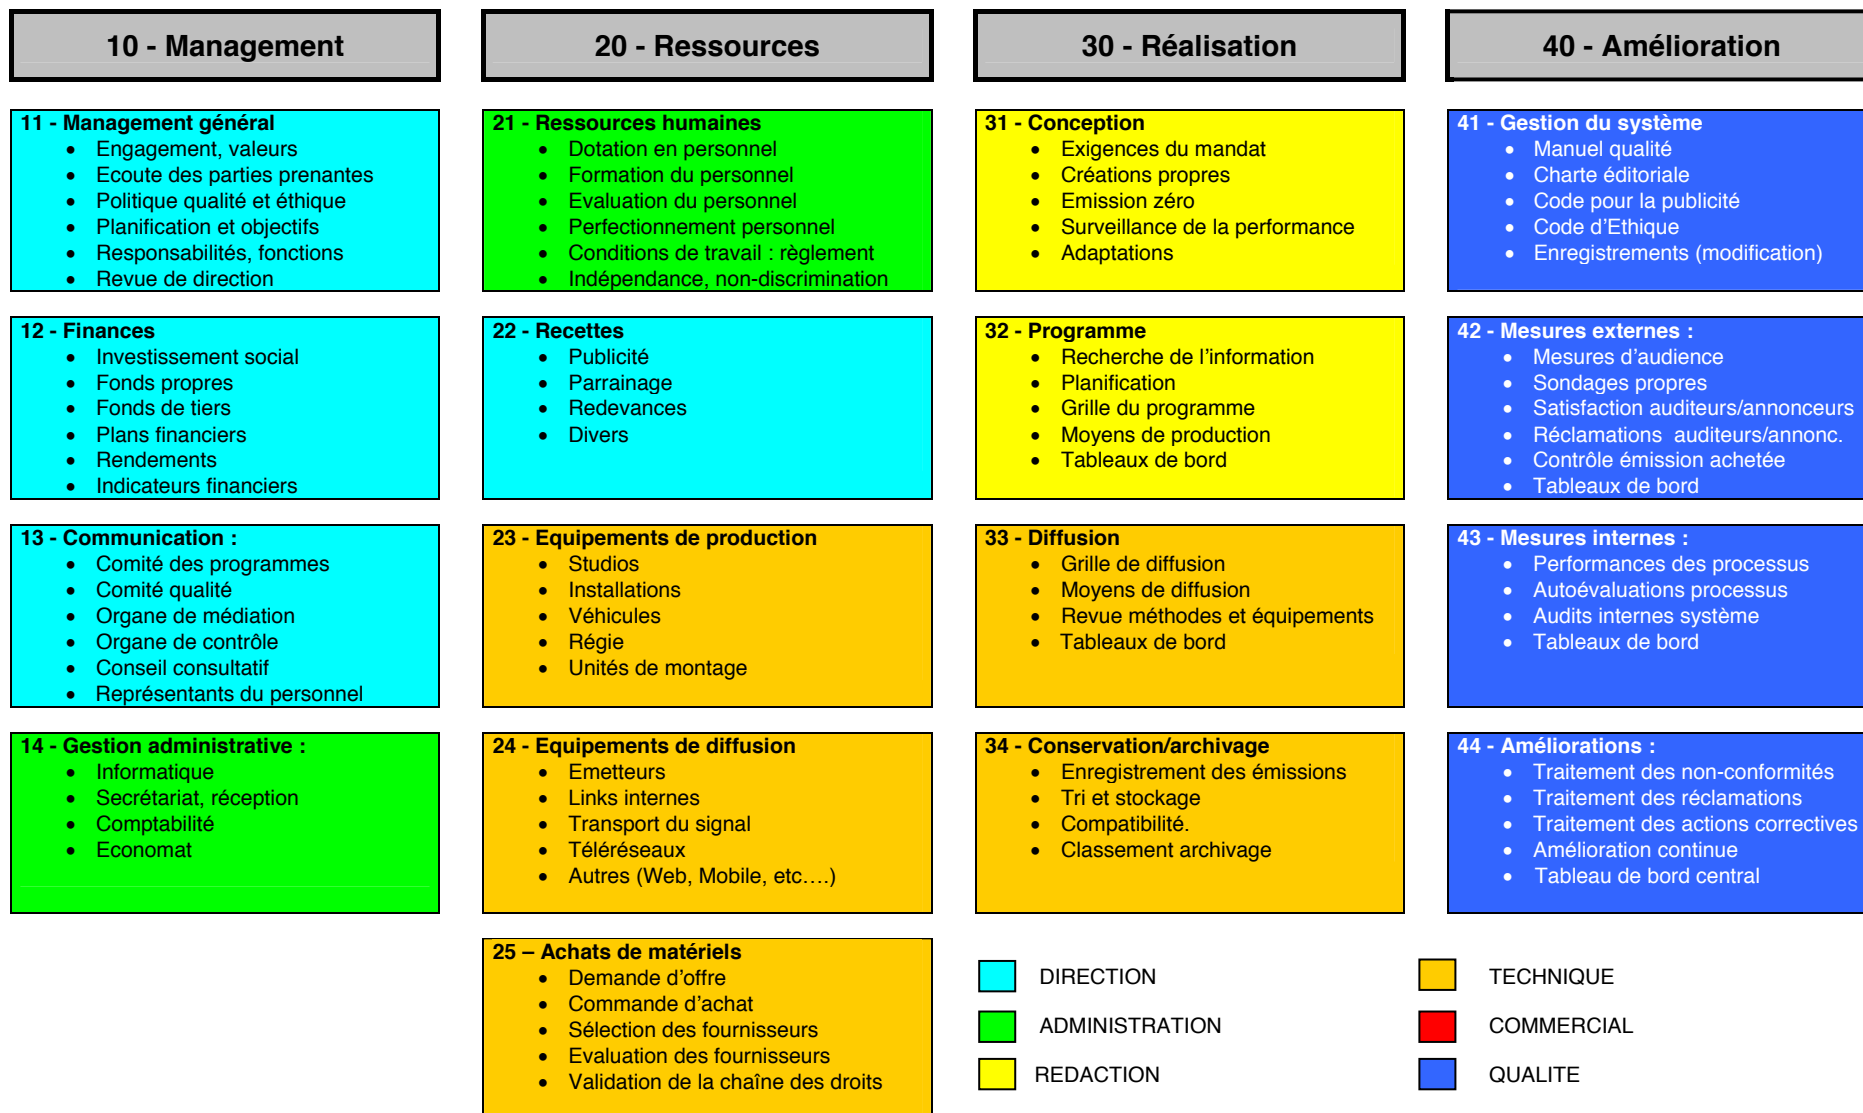 10 - Management
11 - Management général
• Engagement, valeurs
• Ecoute des parties prenantes
• Politique qualité et éthique
• Planification et objectifs
• Responsabilités, fonctions
• Revue de direction
12 - Finances
• Investissement social
• Fonds propres
• Fonds de tiers
• Plans financiers
• Rendements
• Indicateurs financiers
13 - Communication :
• Comité des programmes
• Comité qualité
• Organe de médiation
• Organe de contrôle
• Conseil consultatif
• Représentants du personnel
14 - Gestion administrative :
• Informatique
• Secrétariat, réception
• Comptabilité
• Economat
20 - Ressources
21 - Ressources humaines
• Dotation en personnel
• Formation du personnel
• Evaluation du personnel
• Perfectionnement personnel
• Conditions de travail : règlement
• Indépendance, non-discrimination
22 - Recettes
• Publicité
• Parrainage
• Redevances
• Divers
23 - Equipements de production
• Studios
• Installations
• Véhicules
• Régie
• Unités de montage
24 - Equipements de diffusion
• Emetteurs
• Links internes
• Transport du signal
• Téléréseaux
• Autres (Web, Mobile, etc….)
25 – Achats de matériels
• Demande d'offre
• Commande d'achat
• Sélection des fournisseurs
• Evaluation des fournisseurs
• Validation de la chaîne des droits
30 - Réalisation
31 - Conception
• Exigences du mandat
• Créations propres
• Emission zéro
• Surveillance de la performance
• Adaptations
32 - Programme
• Recherche de l'information
• Planification
• Grille du programme
• Moyens de production
• Tableaux de bord
33 - Diffusion
• Grille de diffusion
• Moyens de diffusion
• Revue méthodes et équipements
• Tableaux de bord
34 - Conservation/archivage
• Enregistrement des émissions
• Tri et stockage
• Compatibilité.
• Classement archivage
40 - Amélioration
41 - Gestion du système
• Manuel qualité
• Charte éditoriale
• Code pour la publicité
• Code d'Ethique
• Enregistrements (modification)
42 - Mesures externes :
• Mesures d'audience
• Sondages propres
• Satisfaction auditeurs/annonceurs
• Réclamations auditeurs/annonc.
• Contrôle émission achetée
• Tableaux de bord
43 - Mesures internes :
• Performances des processus
• Autoévaluations processus
• Audits internes système
• Tableaux de bord
44 - Améliorations :
• Traitement des non-conformités
• Traitement des réclamations
• Traitement des actions correctives
• Amélioration continue
• Tableau de bord central
DIRECTION
ADMINISTRATION
REDACTION
TECHNIQUE
COMMERCIAL
QUALITE